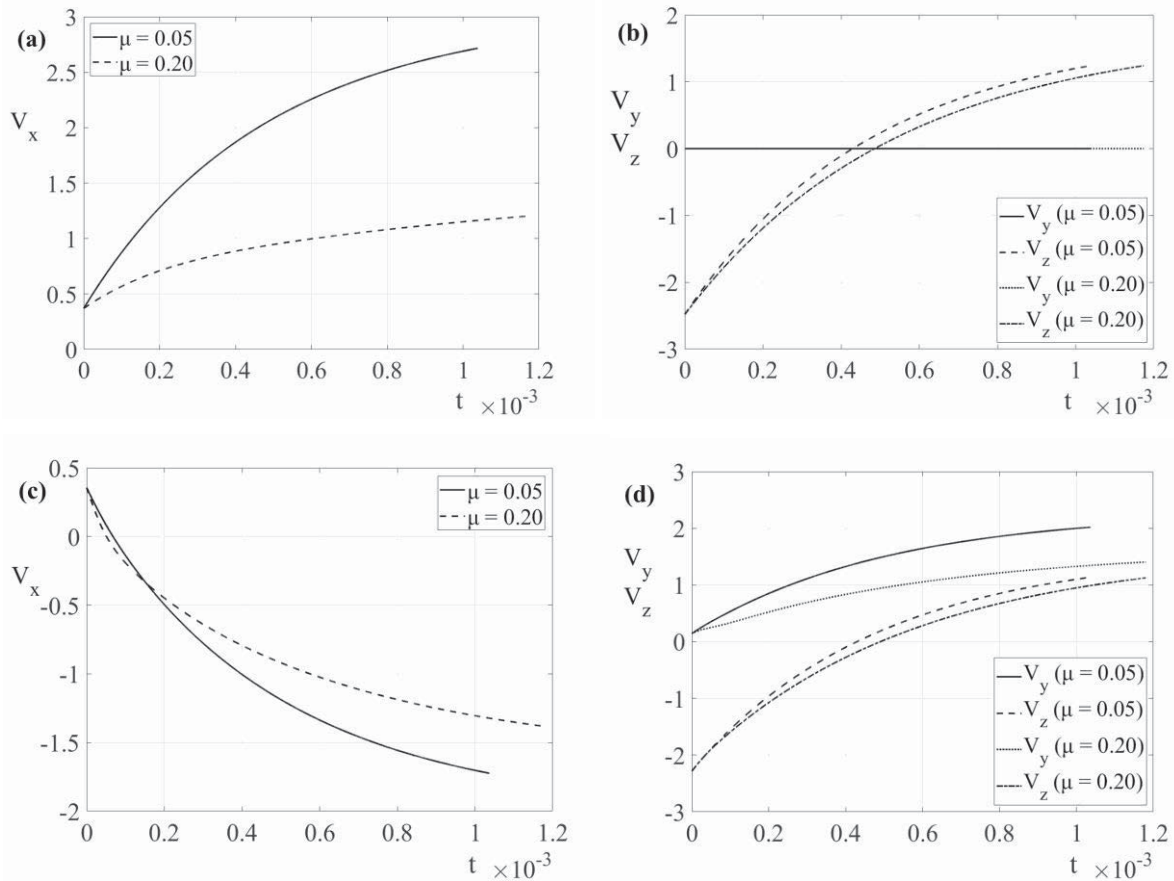 (a)
μ = 0.05
μ = 0.20
V_x
3
2.5
2
1.5
1
0.5
0
0 0.2 0.4 0.6 0.8 1 1.2
t ×10^-3
(b)
V_y
V_z
2
1
0
-1
-2
-3
V_y (μ = 0.05)
V_z (μ = 0.05)
V_y (μ = 0.20)
V_z (μ = 0.20)
0 0.2 0.4 0.6 0.8 1 1.2
t ×10^-3
(c)
μ = 0.05
μ = 0.20
V_x
0.5
0
-0.5
-1
-1.5
-2
0 0.2 0.4 0.6 0.8 1 1.2
t ×10^-3
(d)
V_y
V_z
3
2
1
0
-1
-2
-3
V_y (μ = 0.05)
V_z (μ = 0.05)
V_y (μ = 0.20)
V_z (μ = 0.20)
0 0.2 0.4 0.6 0.8 1 1.2
t ×10^-3